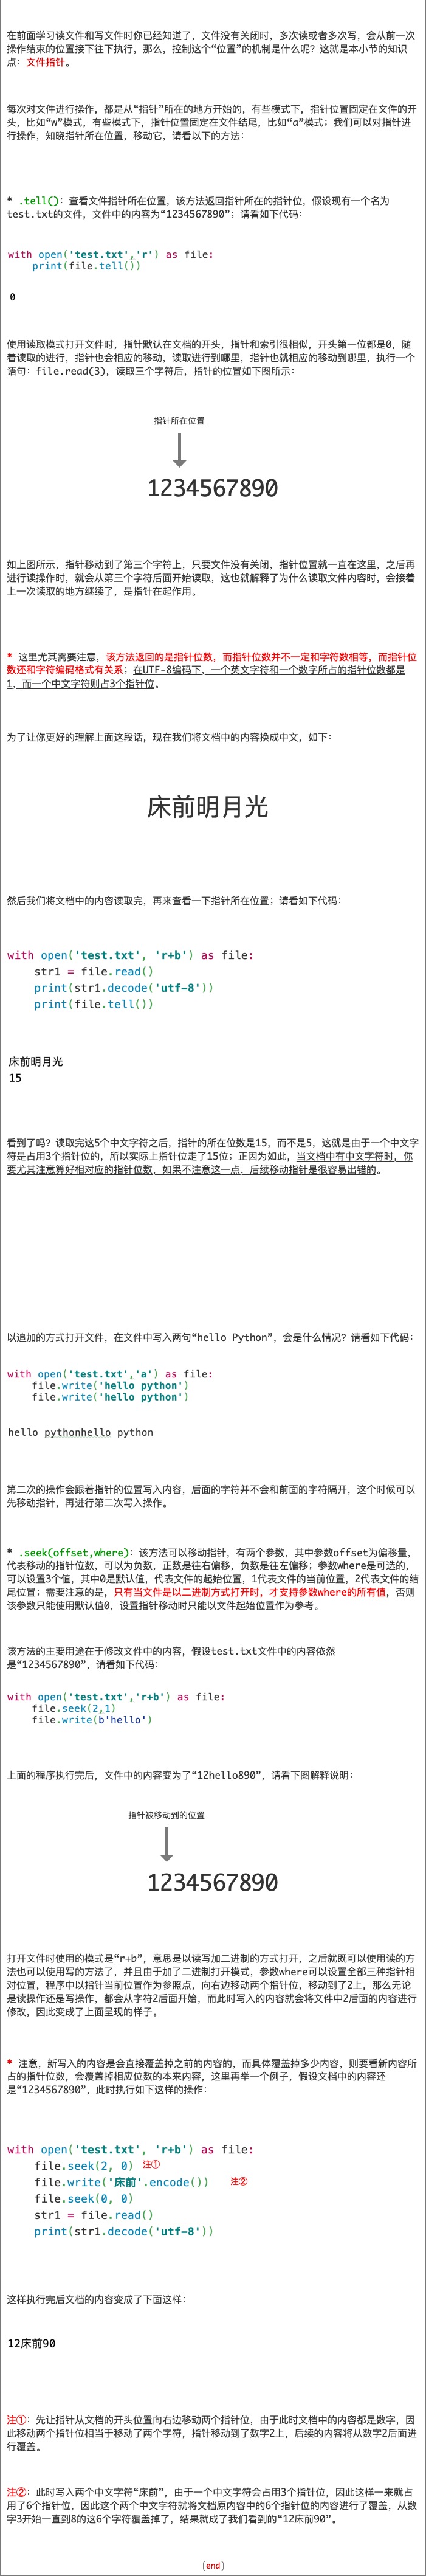 在前面学习读文件和写文件时你已经知道了，文件没有关闭时，多次读或者多次写，会从前一次
操作结束的位置接下往下执行，那么，控制这个“位置”的机制是什么呢？这就是本小节的知识
点：文件指针。
每次对文件进行操作，都是从“指针”所在的地方开始的，有些模式下，指针位置固定在文件的开
头，比如“w”模式，有些模式下，指针位置固定在文件结尾，比如“a”模式；我们可以对指针进
行操作，知晓指针所在位置，移动它，请看以下的方法：
* .tell()：查看文件指针所在位置，该方法返回指针所在的指针位，假设现有一个名为
test.txt的文件，文件中的内容为“1234567890”；请看如下代码：
with open('test.txt','r') as file:
    print(file.tell())
0
使用读取模式打开文件时，指针默认在文档的开头，指针和索引很相似，开头第一位都是0，随
着读取的进行，指针也会相应的移动，读取进行到哪里，指针也就相应的移动到哪里，执行一个
语句：file.read(3)，读取三个字符后，指针的位置如下图所示：
指针所在位置
1234567890
如上图所示，指针移动到了第三个字符上，只要文件没有关闭，指针位置就一直在这里，之后再
进行读操作时，就会从第三个字符后面开始读取，这也就解释了为什么读取文件内容时，会接着
上一次读取的地方继续了，是指针在起作用。
* 这里尤其需要注意，该方法返回的是指针位数，而指针位数并不一定和字符数相等，而指针位
数还和字符编码格式有关系；在UTF-8编码下，一个英文字符和一个数字所占的指针位数都是
1，而一个中文字符则占3个指针位。
为了让你更好的理解上面这段话，现在我们将文档中的内容换成中文，如下：
床前明月光
然后我们将文档中的内容读取完，再来查看一下指针所在位置；请看如下代码：
with open('test.txt', 'r+b') as file:
    str1 = file.read()
    print(str1.decode('utf-8'))
    print(file.tell())
床前明月光
15
看到了吗？读取完这5个中文字符之后，指针的所在位数是15，而不是5，这就是由于一个中文字
符是占用3个指针位的，所以实际上指针位走了15位；正因为如此，当文档中有中文字符时，你
要尤其注意算好相对应的指针位数，如果不注意这一点，后续移动指针是很容易出错的。
以追加的方式打开文件，在文件中写入两句“hello Python”，会是什么情况？请看如下代码：
with open('test.txt','a') as file:
    file.write('hello python')
    file.write('hello python')
hello pythonhello python
第二次的操作会跟着指针的位置写入内容，后面的字符并不会和前面的字符隔开，这个时候可以
先移动指针，再进行第二次写入操作。
* .seek(offset,where)：该方法可以移动指针，有两个参数，其中参数offset为偏移量，
代表移动的指针位数，可以为负数，正数是往右偏移，负数是往左偏移；参数where是可选的，
可以设置3个值，其中0是默认值，代表文件的起始位置，1代表文件的当前位置，2代表文件的结
尾位置；需要注意的是，只有当文件是以二进制方式打开时，才支持参数where的所有值，否则
该参数只能使用默认值0，设置指针移动时只能以文件起始位置作为参考。
该方法的主要用途在于修改文件中的内容，假设test.txt文件中的内容依然
是“1234567890”，请看如下代码：
with open('test.txt','r+b') as file:
    file.seek(2,1)
    file.write(b'hello')
上面的程序执行完后，文件中的内容变为了“12hello890”，请看下图解释说明：
指针被移动到的位置
1234567890
打开文件时使用的模式是“r+b”，意思是以读写加二进制的方式打开，之后就既可以使用读的方
法也可以使用写的方法了，并且由于加了二进制打开模式，参数where可以设置全部三种指针相
对位置，程序中以指针当前位置作为参照点，向右边移动两个指针位，移动到了2上，那么无论
是读操作还是写操作，都会从字符2后面开始，而此时写入的内容就会将文件中2后面的内容进行
修改，因此变成了上面呈现的样子。
* 注意，新写入的内容是会直接覆盖掉之前的内容的，而具体覆盖掉多少内容，则要看新内容所
占的指针位数，会覆盖掉相应位数的本来内容，这里再举一个例子，假设文档中的内容还
是“1234567890”，此时执行如下这样的操作：
with open('test.txt', 'r+b') as file:
    file.seek(2, 0) 注①
    file.write('床前'.encode()) 注②
    file.seek(0, 0)
    str1 = file.read()
    print(str1.decode('utf-8'))
这样执行完后文档的内容变成了下面这样：
12床前90
注①：先让指针从文档的开头位置向右边移动两个指针位，由于此时文档中的内容都是数字，因
此移动两个指针位相当于移动了两个字符，指针移动到了数字2上，后续的内容将从数字2后面进
行覆盖。
注②：此时写入两个中文字符“床前”，由于一个中文字符会占用3个指针位，因此这样一来就占
用了6个指针位，因此这个两个中文字符就将文档原内容中的6个指针位的内容进行了覆盖，从数
字3开始一直到8的这6个字符覆盖掉了，结果就成了我们看到的“12床前90”。
end